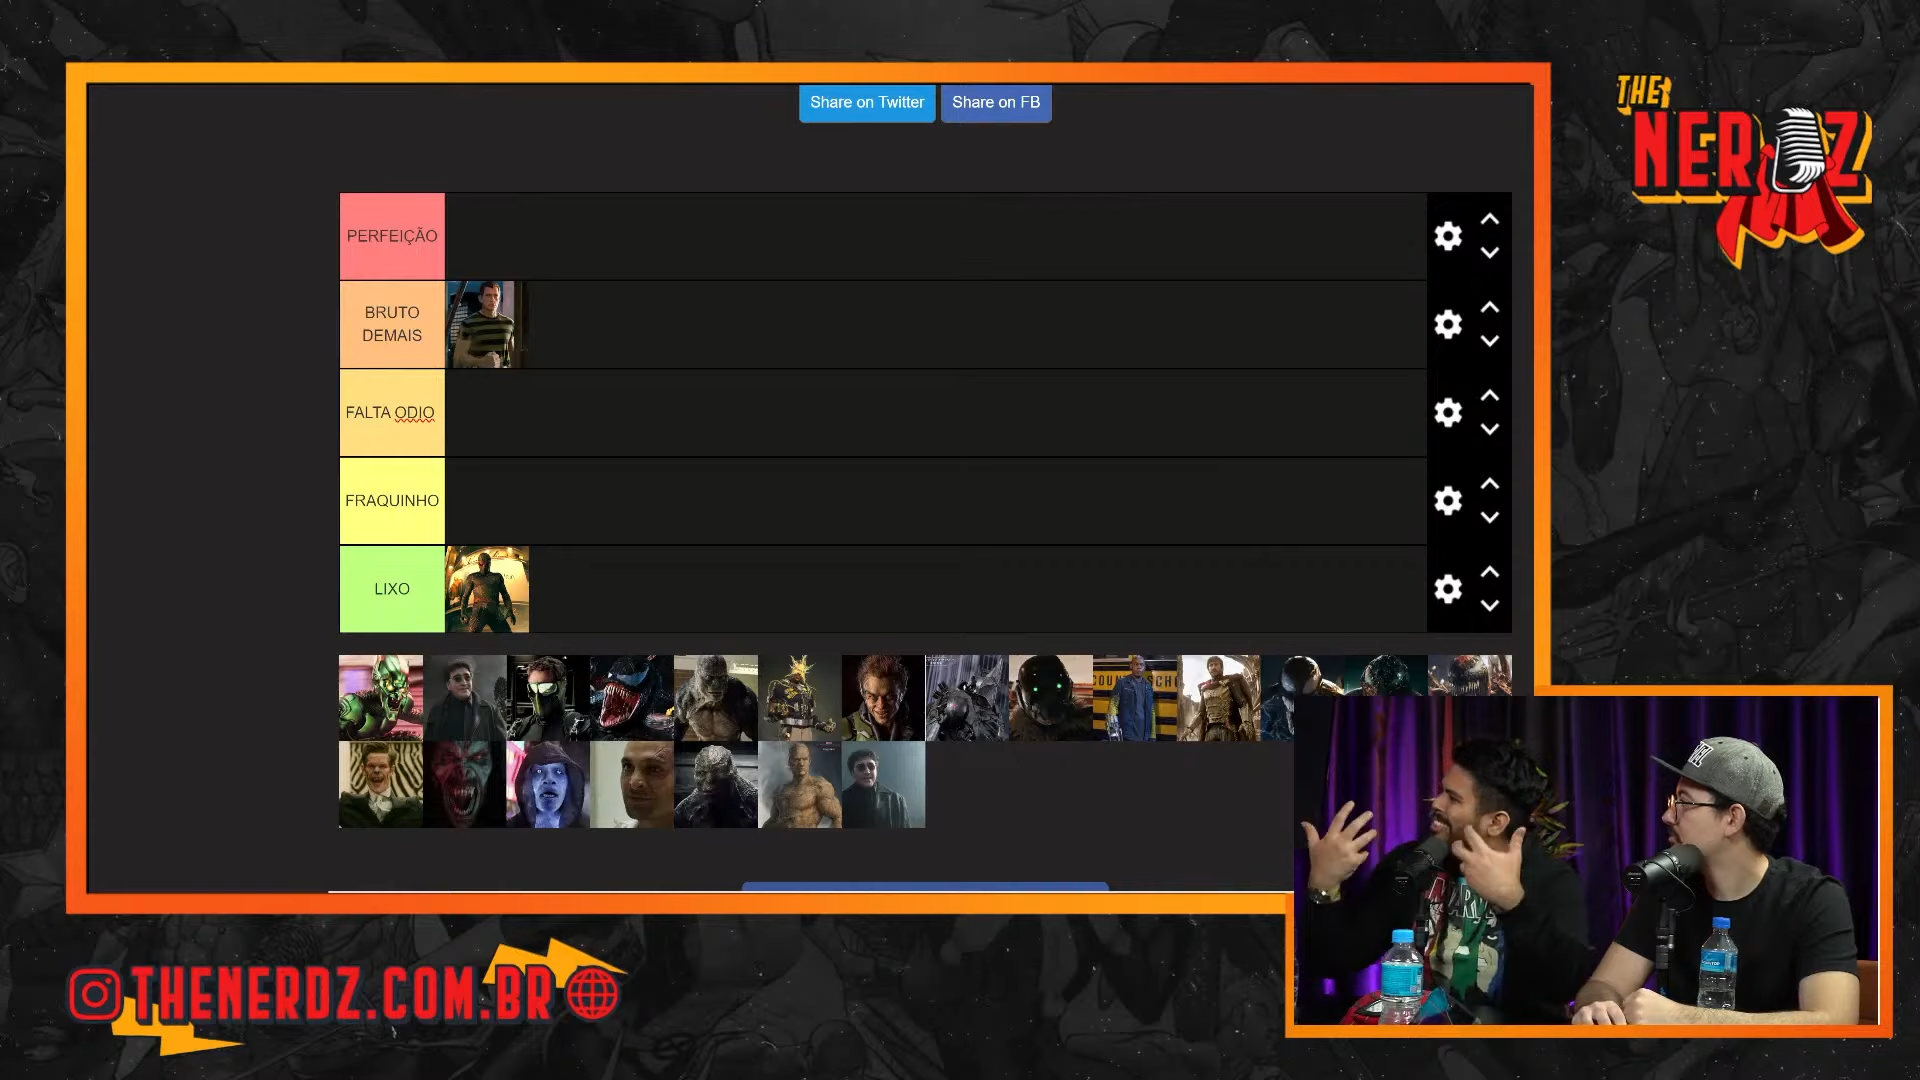 Share on Twitter
Share on FB
THE
NERDZ
PERFEIÇÃO
BRUTO
DEMAIS
FALTA ODIO
FRAQUINHO
LIXO
THENERDZ.COM.BR